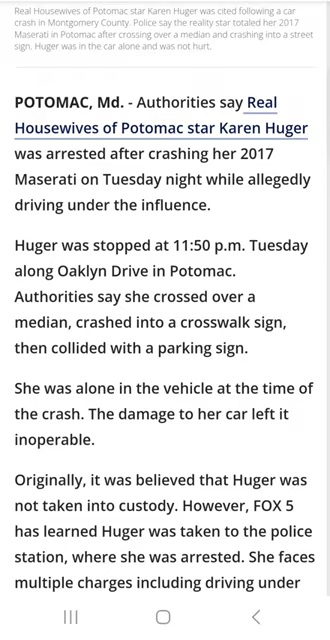 Real Housewives of Potomac star Karen Huger was cited following a car
crash in Montgomery County. Police say the reality star totaled her 2017
Maserati in Potomac after crossing over a median and crashing into a street
sign. Huger was in the car alone and was not hurt.
POTOMAC, Md. - Authorities say Real
Housewives of Potomac star Karen Huger
was arrested after crashing her 2017
Maserati on Tuesday night while allegedly
driving under the influence.
Huger was stopped at 11:50 p.m. Tuesday
along Oaklyn Drive in Potomac.
Authorities say she crossed over a
median, crashed into a crosswalk sign,
then collided with a parking sign.
She was alone in the vehicle at the time of
the crash. The damage to her car left it
inoperable.
Originally, it was believed that Huger was
not taken into custody. However, FOX 5
has learned Huger was taken to the police
station, where she was arrested. She faces
multiple charges including driving under